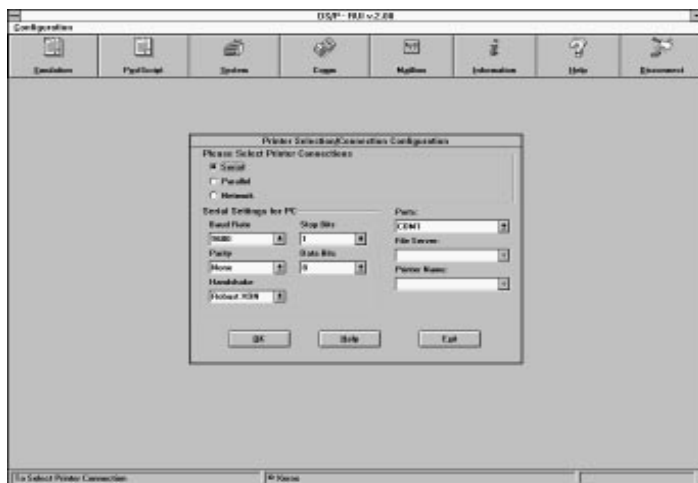 DS/P - RUI v.2.00
Configuration
Emulation PostScript System Comm Mailbox Information Help Disconnect
Printer Selection/Connection Configuration
Please Select Printer Connections
Serial
Parallel
Network
Serial Settings for PC
Ports:
Baud Rate Stop Bits
COM1
9600 1
File Server:
Parity Data Bits
None 8
Printer Name:
Handshake
Robust XON
OK Help Exit
To Select Printer Connection